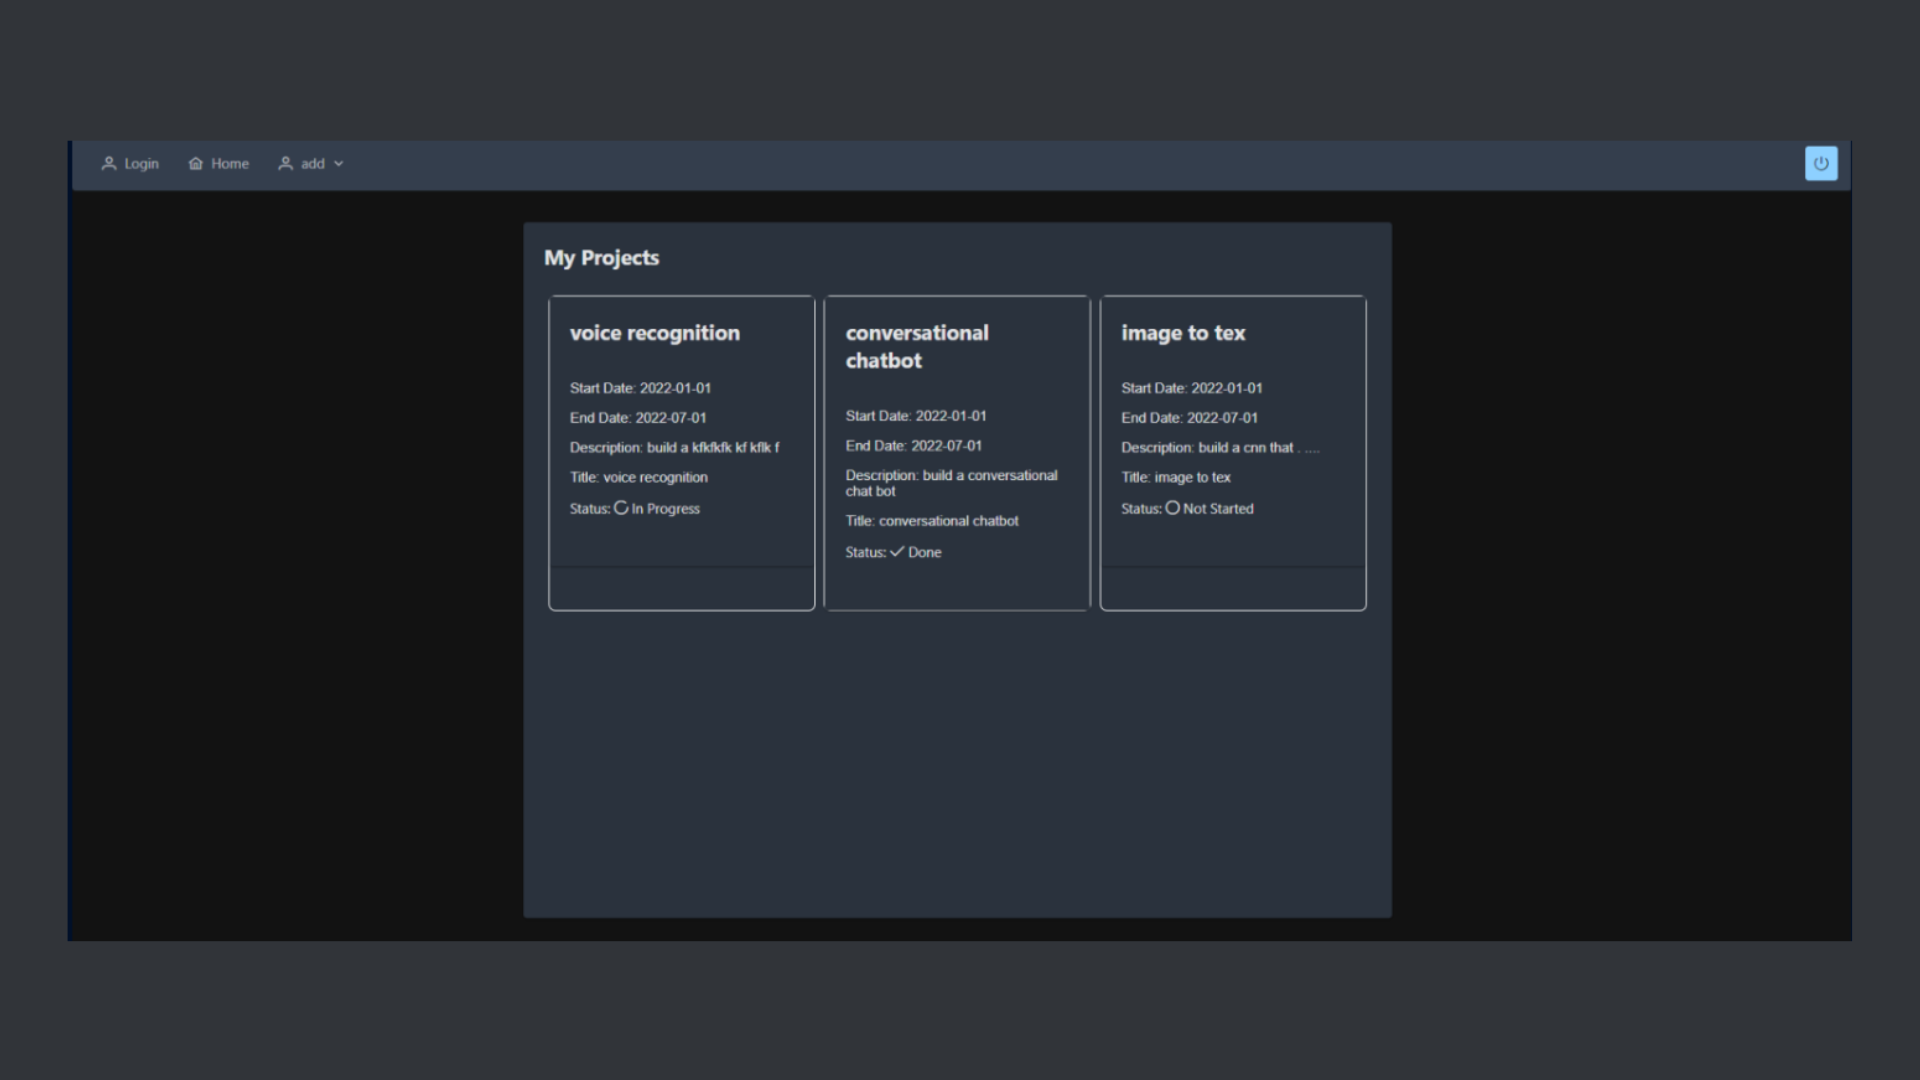 Login Home add
My Projects
voice recognition
Start Date: 2022-01-01
End Date: 2022-07-01
Description: build a kfkfkfk kf kflk f
Title: voice recognition
Status: In Progress
conversational
chatbot
Start Date: 2022-01-01
End Date: 2022-07-01
Description: build a conversational
chat bot
Title: conversational chatbot
Status: Done
image to tex
Start Date: 2022-01-01
End Date: 2022-07-01
Description: build a cnn that . ....
Title: image to tex
Status: Not Started